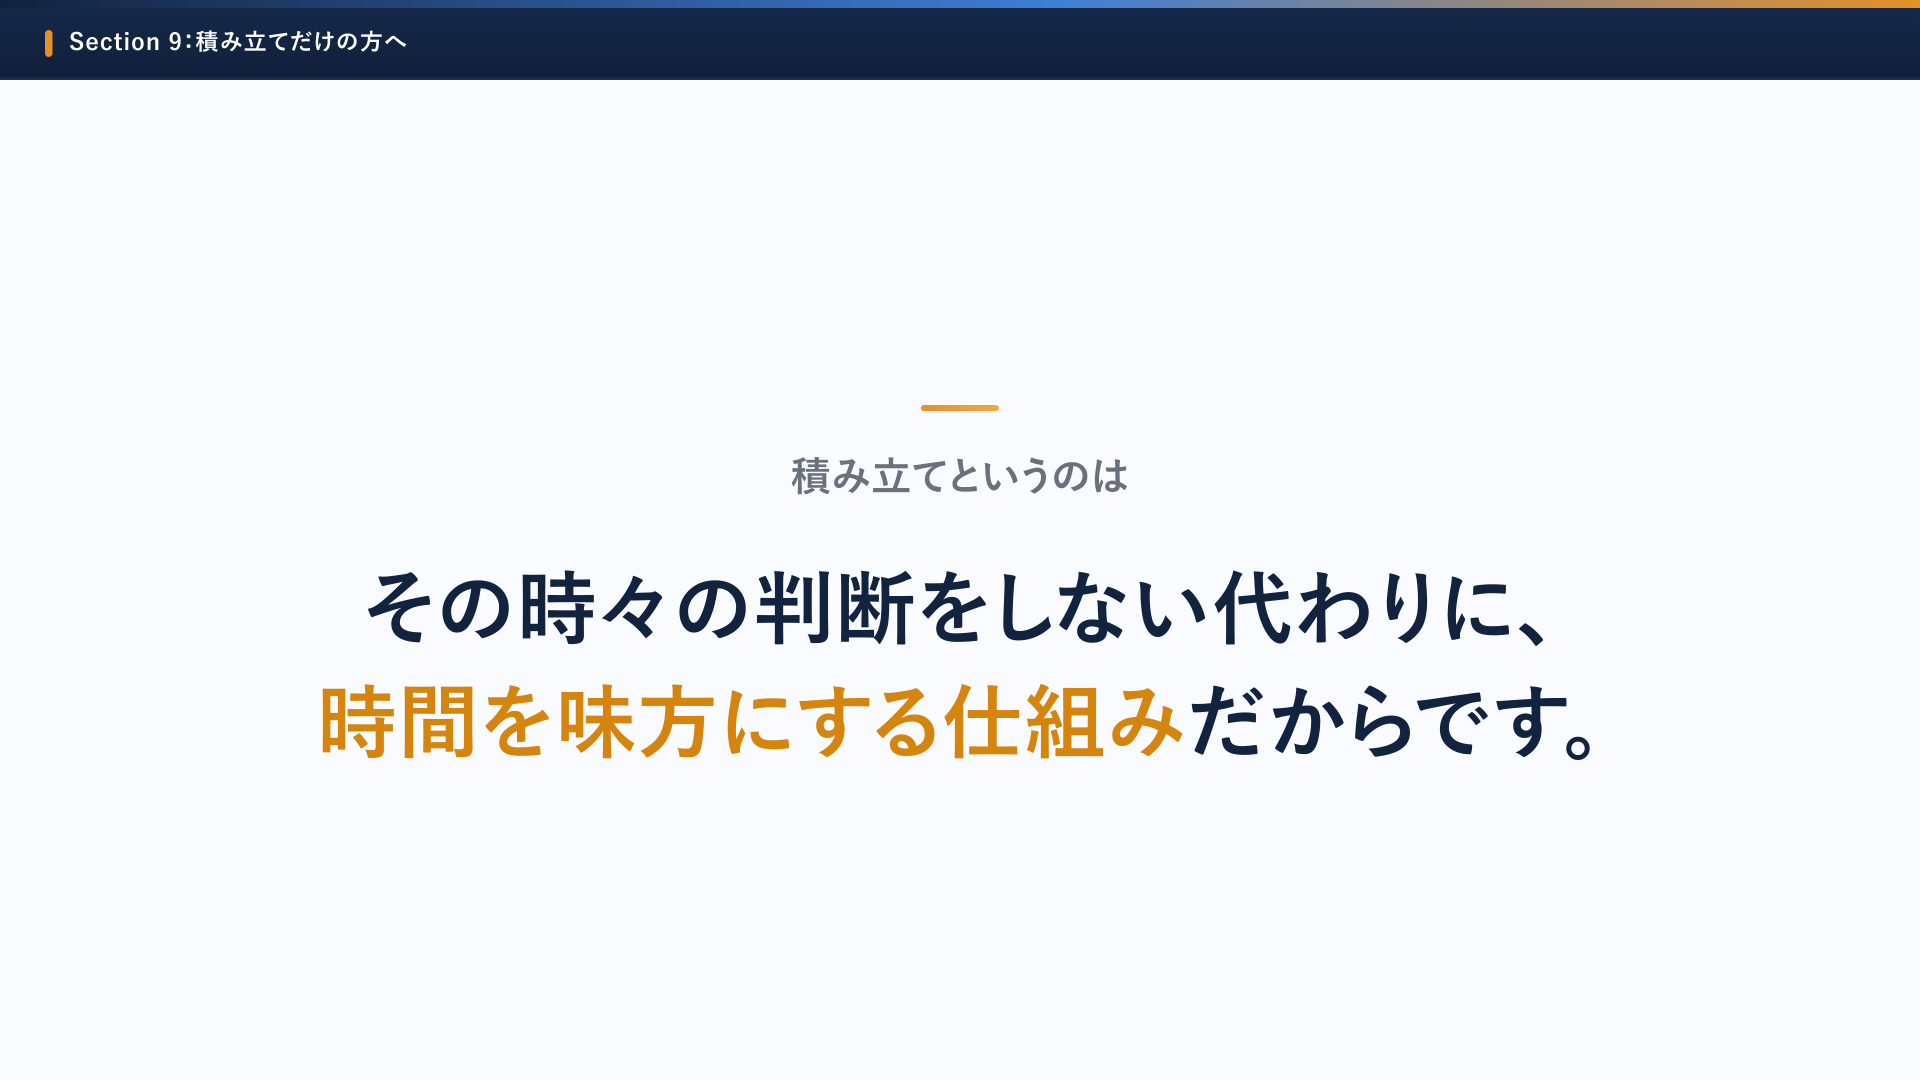 Section 9：積み立てだけの方へ
積み立てというのは
その時々の判断をしない代わりに、
時間を味方にする仕組みだからです。